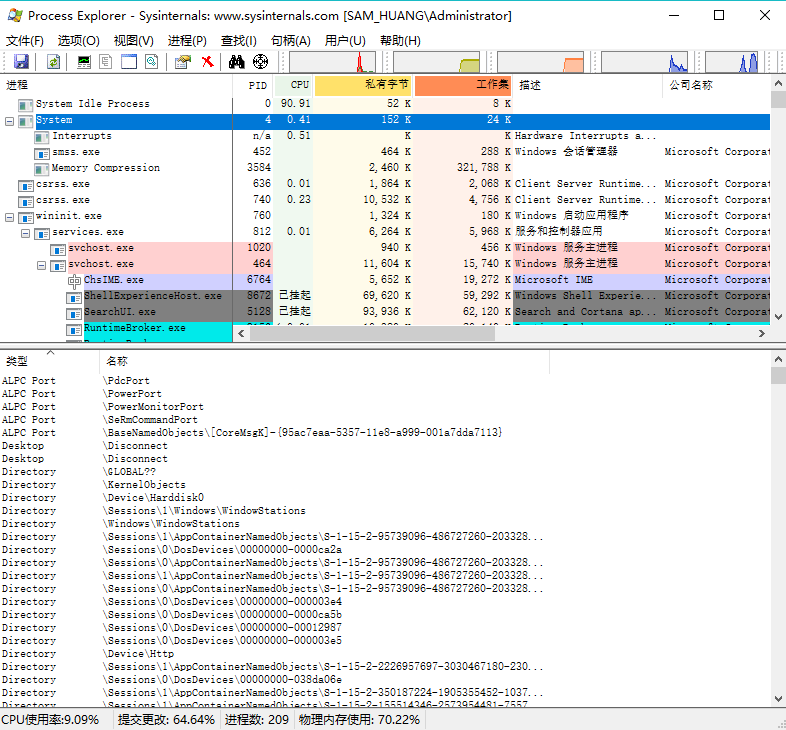 Process Explorer - Sysinternals: www.sysinternals.com [SAM_HUANG\Administrator]
文件(F) 选项(O) 视图(V) 进程(P) 查找(I) 句柄(A) 用户(U) 帮助(H)
进程 PID CPU 私有字节 工作集 描述 公司名称
System Idle Process 0 90.91 52 K 8 K
System 4 0.41 152 K 24 K
Interrupts n/a 0.51 K K Hardware Interrupts a...
smss.exe 452 464 K 288 K Windows 会话管理器 Microsoft Corporat
Memory Compression 3584 2,460 K 321,788 K
csrss.exe 636 0.01 1,864 K 2,068 K Client Server Runtime... Microsoft Corporat
csrss.exe 740 0.23 10,532 K 4,756 K Client Server Runtime... Microsoft Corporat
wininit.exe 760 1,324 K 180 K Windows 启动应用程序 Microsoft Corporat
services.exe 812 0.01 6,264 K 5,968 K 服务和控制器应用 Microsoft Corporat
svchost.exe 1020 940 K 456 K Windows 服务主进程 Microsoft Corporat
svchost.exe 464 11,604 K 15,740 K Windows 服务主进程 Microsoft Corporat
ChsIME.exe 6764 5,652 K 19,272 K Microsoft IME Microsoft Corporat
ShellExperienceHost.exe 8672 已挂起 69,620 K 59,292 K Windows Shell Experie... Microsoft Corporat
SearchUI.exe 5128 已挂起 93,936 K 62,120 K Search and Cortana ap... Microsoft Corporat
RuntimeBroker.exe
类型 名称
ALPC Port \PdcPort
ALPC Port \PowerPort
ALPC Port \PowerMonitorPort
ALPC Port \SeRmCommandPort
ALPC Port \BaseNamedObjects\[CoreMsgK]-{95ac7eaa-5357-11e8-a999-001a7dda7113}
Desktop \Disconnect
Desktop \Disconnect
Directory \GLOBAL??
Directory \KernelObjects
Directory \Device\Harddisk0
Directory \Sessions\1\Windows\WindowStations
Directory \Windows\WindowStations
Directory \Sessions\1\AppContainerNamedObjects\S-1-15-2-95739096-486727260-203328...
Directory \Sessions\0\DosDevices\00000000-0000ca2a
Directory \Sessions\0\AppContainerNamedObjects\S-1-15-2-95739096-486727260-203328...
Directory \Sessions\1\AppContainerNamedObjects\S-1-15-2-95739096-486727260-203328...
Directory \Sessions\0\AppContainerNamedObjects\S-1-15-2-95739096-486727260-203328...
Directory \Sessions\0\DosDevices\00000000-000003e4
Directory \Sessions\0\DosDevices\00000000-0000ca5b
Directory \Sessions\0\DosDevices\00000000-00012987
Directory \Sessions\0\DosDevices\00000000-000003e5
Directory \Device\Http
Directory \Sessions\1\AppContainerNamedObjects\S-1-15-2-2226957697-3030467180-230...
Directory \Sessions\0\DosDevices\00000000-038da06e
Directory \Sessions\1\AppContainerNamedObjects\S-1-15-2-350187224-1905355452-1037...
Directory \Sessions\1\AppContainerNamedObjects\S-1-15-2-155514346-2573954481-7557...
CPU使用率:9.09% 提交更改: 64.64% 进程数: 209 物理内存使用: 70.22%